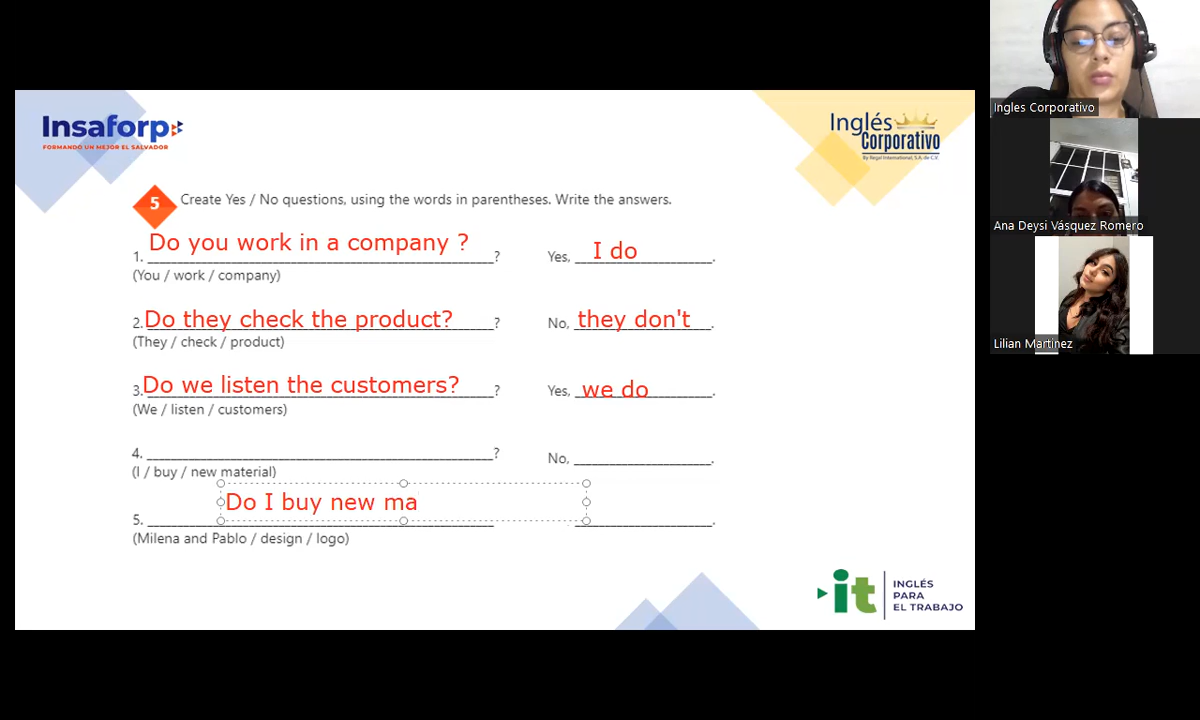 Insaforp
FORMANDO UN MEJOR EL SALVADOR
Inglés
Corporativo
By Regal International, S.A. de C.V.
5 Create Yes / No questions, using the words in parentheses. Write the answers.
1. Do you work in a company ? ? Yes, I do .
(You / work / company)
2. Do they check the product? ? No, they don't .
(They / check / product)
3. Do we listen the customers? ? Yes, we do .
(We / listen / customers)
4, ? No, .
(I / buy / new material)
Do I buy new ma
5. .
(Milena and Pablo / design / logo)
it
INGLÉS
PARA
EL TRABAJO
Ingles Corporativo
Ana Deysi Vásquez Romero
Lilian Martinez